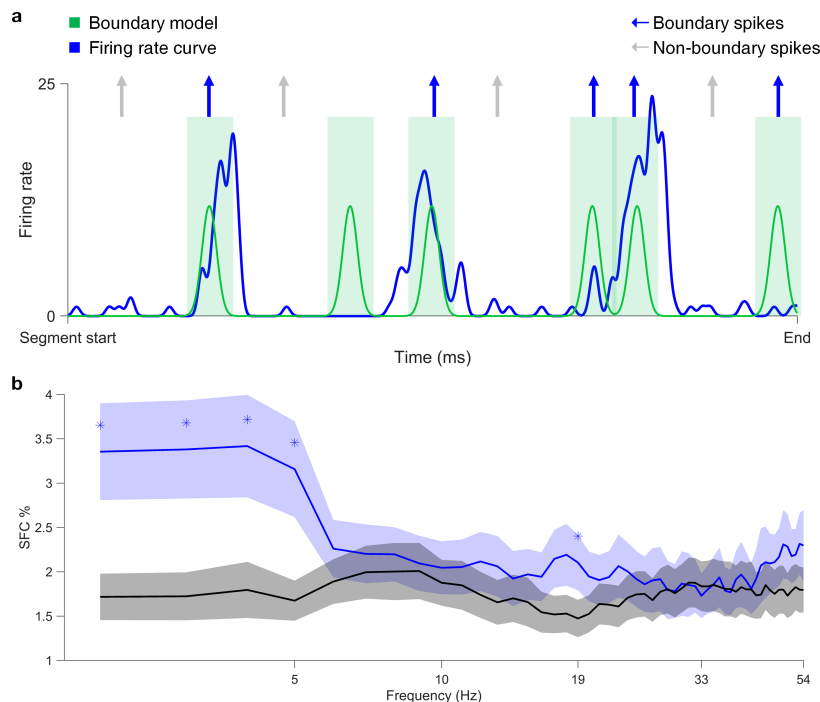 a
Boundary model
Firing rate curve
Boundary spikes
Non-boundary spikes
25
Firing rate
0
Segment start
End
Time (ms)
b
4
3.5
3
2.5
2
1.5
1
SFC %
5
10
19
33
54
Frequency (Hz)